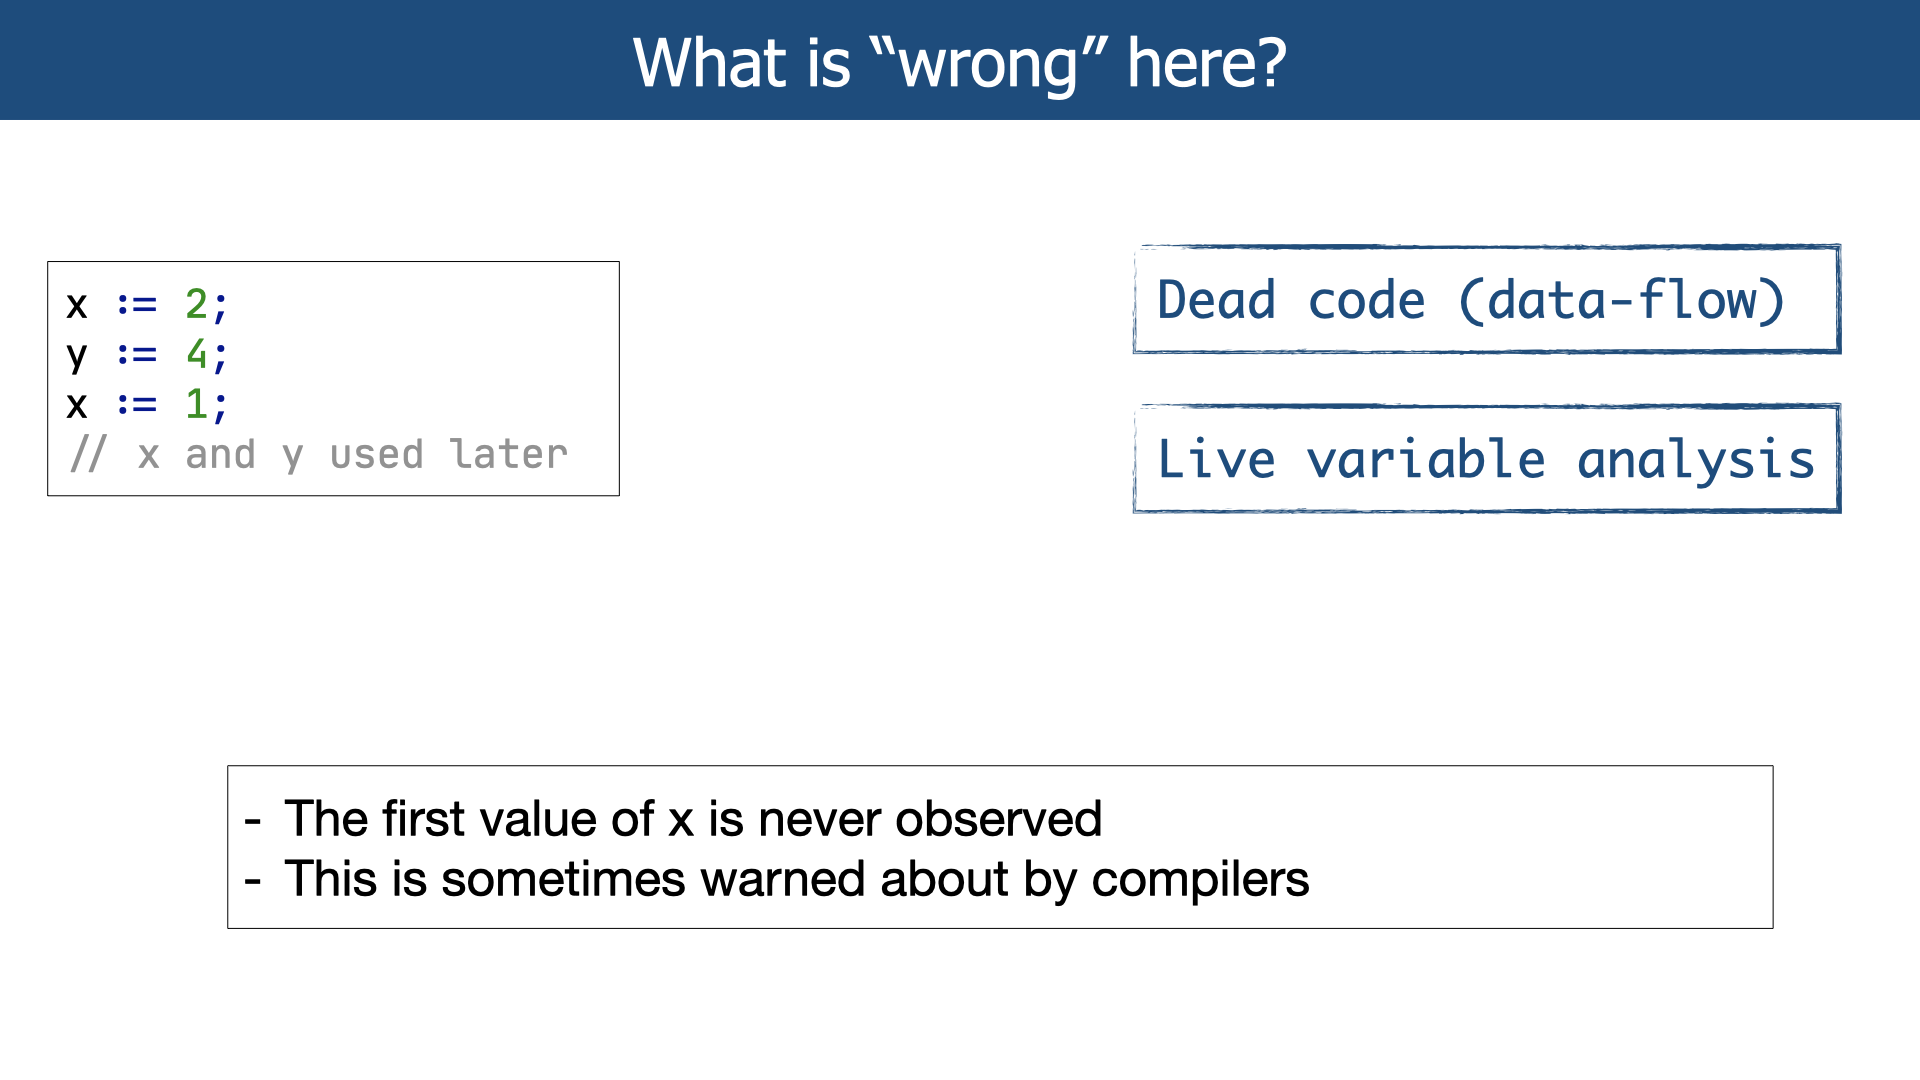 What is “wrong” here?
x := 2;
y := 4;
x := 1;
// x and y used later
Dead code (data-flow)
Live variable analysis
- The first value of x is never observed
- This is sometimes warned about by compilers